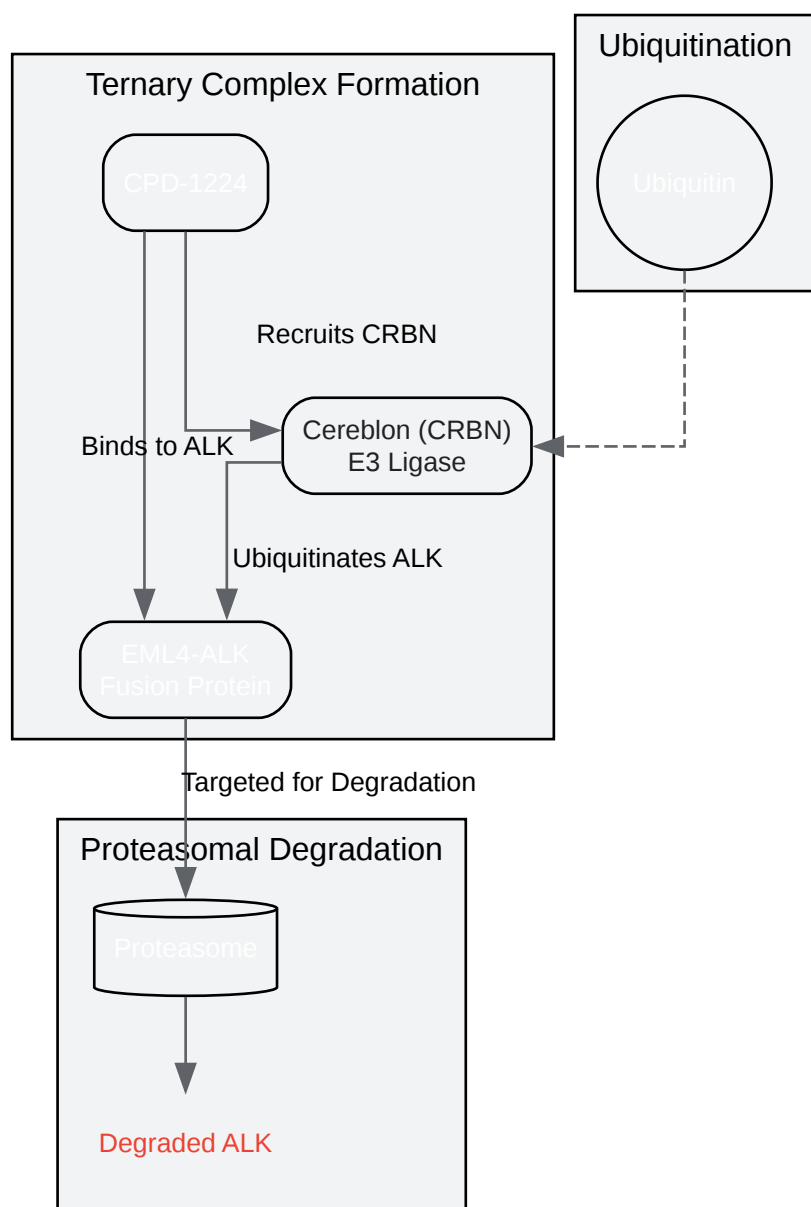 Ubiquitination
Ternary Complex Formation
CPD-1224
Ubiquitin
Recruits CRBN
Cereblon (CRBN)
E3 Ligase
Binds to ALK
Ubiquitinates ALK
EML4-ALK
Fusion Protein
Targeted for Degradation
Proteasomal Degradation
Proteasome
Degraded ALK